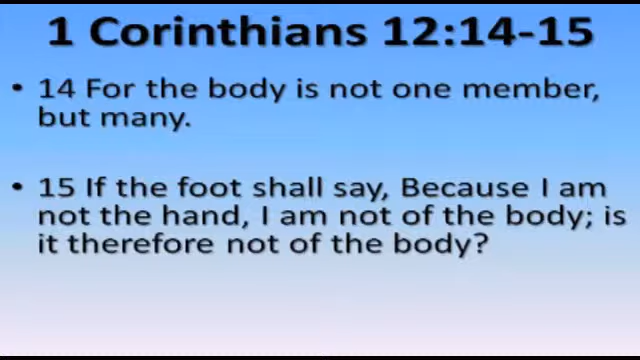 1 Corinthians 12:14-15
• 14 For the body is not one member,
but many.
• 15 If the foot shall say, Because I am
not the hand, I am not of the body; is
it therefore not of the body?